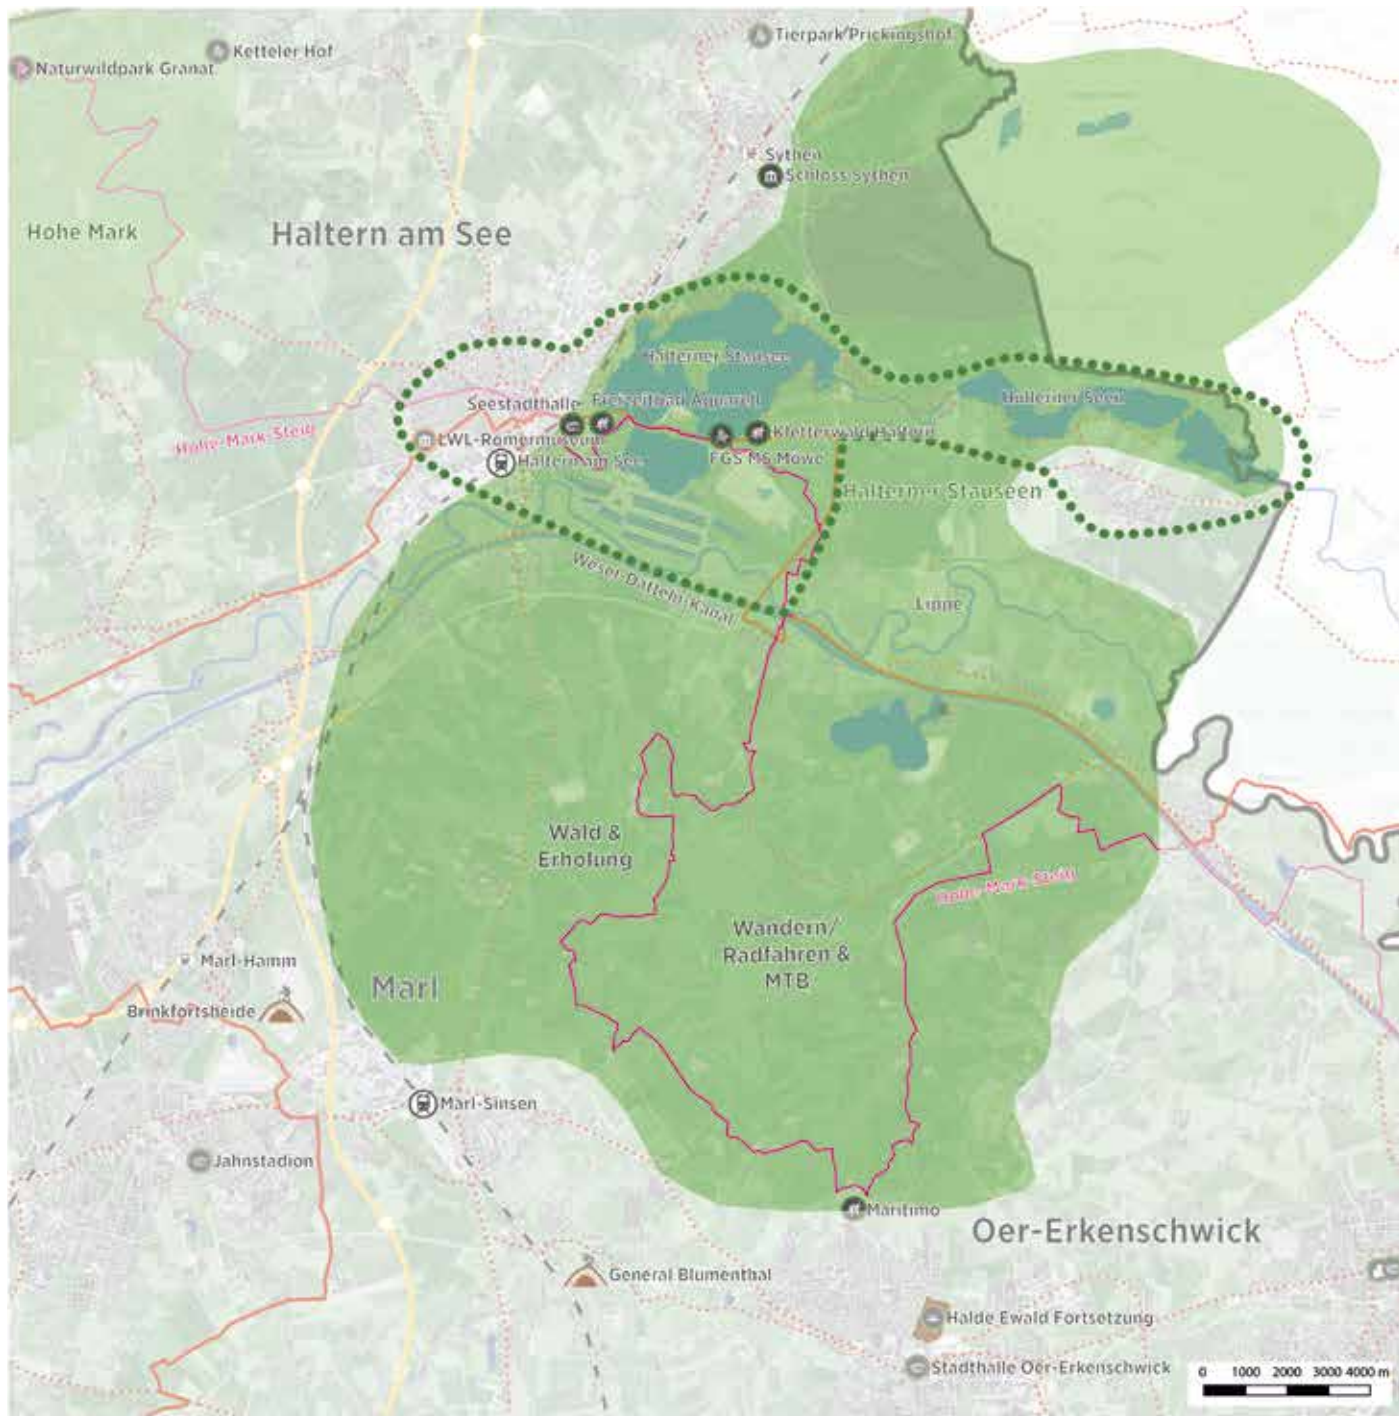 Ketteler Hof
Tierpark Prickingshof
Naturwildpark Granat
Sythen
Schloss Sythen
Hohe Mark
Haltern am See
Halterner Stausee
Hullerner Seen
Seestadthalle
Freizeitbad Aquarell
Hohe-Mark-Steig
LWL-Römermuseum
Kletterwald Haltern
Haltern am See
FGS MS Möwe
Halterner Stauseen
Weser-Datteln-Kanal
Lippe
Wald &
Erholung
Hohe-Mark-Steig
Wandern/
Radfahren &
MTB
Marl-Hamm
Marl
Brinkfortsheide
Marl-Sinsen
Jahnstadion
Maritimo
Oer-Erkenschwick
General Blumenthal
Halde Ewald Fortsetzung
Stadthalle Oer-Erkenschwick
0 1000 2000 3000 4000 m